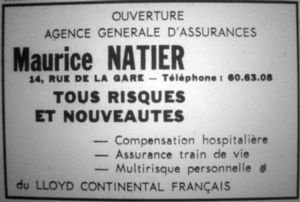 OUVERTURE
AGENCE GENERALE D'ASSURANCES
Maurice NATIER
14, RUE DE LA GARE — Téléphone : 60.63.08
TOUS RISQUES
ET NOUVEAUTES
— Compensation hospitalière
— Assurance train de vie
— Multirisque personnelle
du LLOYD CONTINENTAL FRANÇAIS